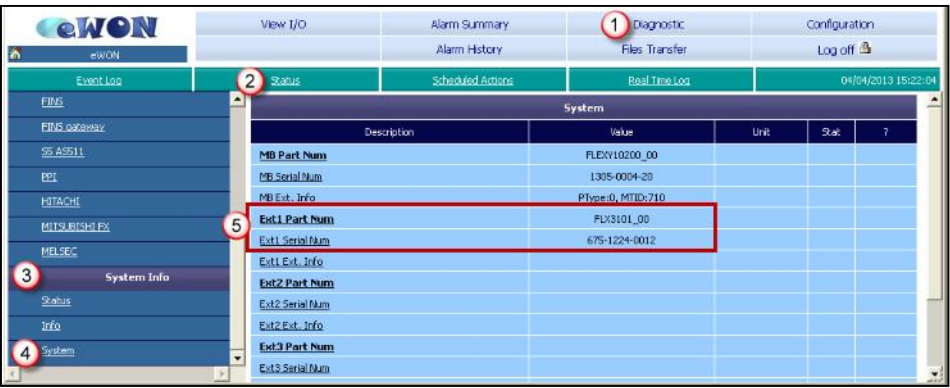 eWON
View I/O
Alarm Summary
1
Diagnostic
Configuration
eWON
Alarm History
Files Transfer
Log off
Event Log
2
Status
Scheduled Actions
Real Time Log
04/04/2013 15:22:04
FINS
FINS gateway
S5 AS511
PPI
HITACHI
MITSUBISHI FX
MELSEC
3
System Info
Status
Info
4
System
System
Description Value Unit Stat ?
MB Part Num FLEXY10200_00
MB Serial Num 1305-0004-20
MB Ext. Info PType:0, MTID:710
5
Ext1 Part Num FLX3101_00
Ext1 Serial Num 675-1224-0012
Ext1 Ext. Info
Ext2 Part Num
Ext2 Serial Num
Ext2 Ext. Info
Ext3 Part Num
Ext3 Serial Num